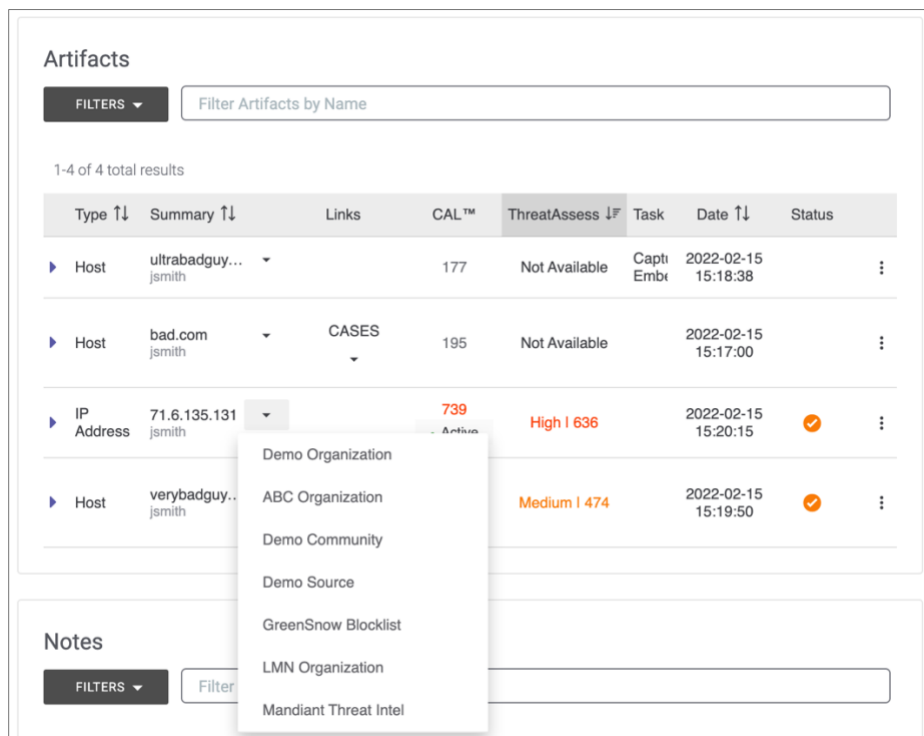 Artifacts
FILTERS
Filter Artifacts by Name
1-4 of 4 total results
Type Summary Links CAL™ ThreatAssess Task Date Status
Host ultrabadguy... jsmith 177 Not Available 2022-02-15 15:18:38
Host bad.com jsmith CASES 195 Not Available 2022-02-15 15:17:00
IP Address 71.6.135.131 jsmith 739 Active High | 636 2022-02-15 15:20:15
Host verybadguy.. jsmith Medium | 474 2022-02-15 15:19:50
Demo Organization
ABC Organization
Demo Community
Demo Source
GreenSnow Blocklist
LMN Organization
Mandiant Threat Intel
Notes
FILTERS
Filter